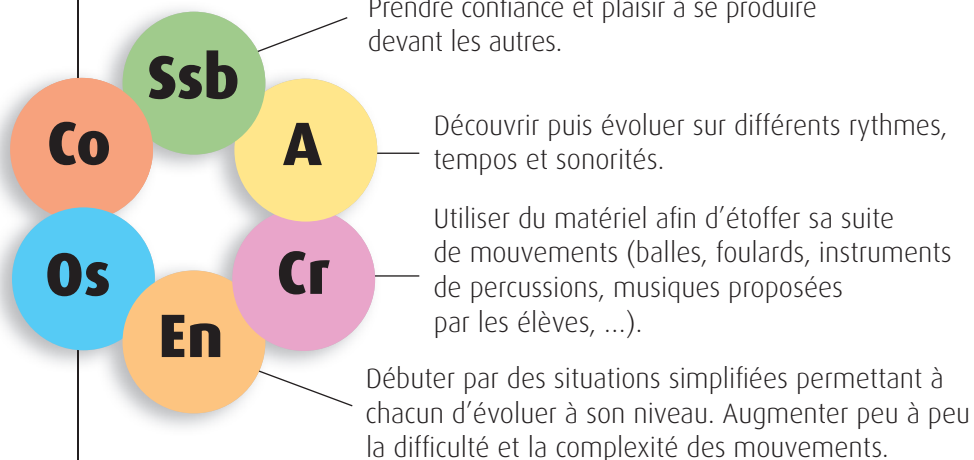 Prendre confiance et plaisir à se produire
devant les autres.
Ssb
Co
A
Découvrir puis évoluer sur différents rythmes,
tempos et sonorités.
Os
Cr
Utiliser du matériel afin d’étoffer sa suite
de mouvements (balles, foulards, instruments
de percussions, musiques proposées
par les élèves, ...).
En
Débuter par des situations simplifiées permettant à
chacun d’évoluer à son niveau. Augmenter peu à peu
la difficulté et la complexité des mouvements.